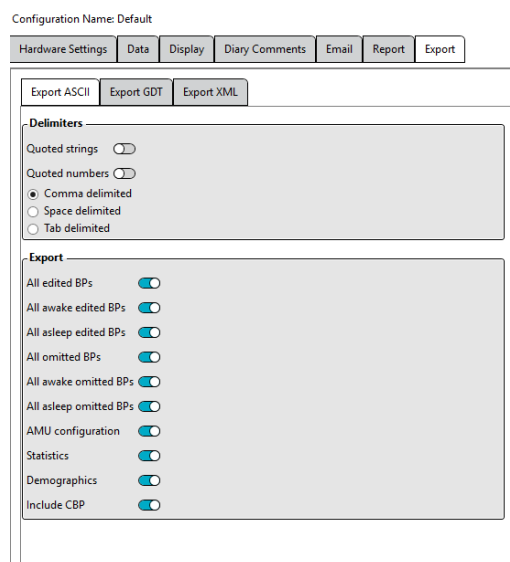 Configuration Name: Default
Hardware Settings Data Display Diary Comments Email Report Export
Export ASCII Export GDT Export XML
Delimiters
Quoted strings
Quoted numbers
Comma delimited
Space delimited
Tab delimited
Export
All edited BPs
All awake edited BPs
All asleep edited BPs
All omitted BPs
All awake omitted BPs
All asleep omitted BPs
AMU configuration
Statistics
Demographics
Include CBP